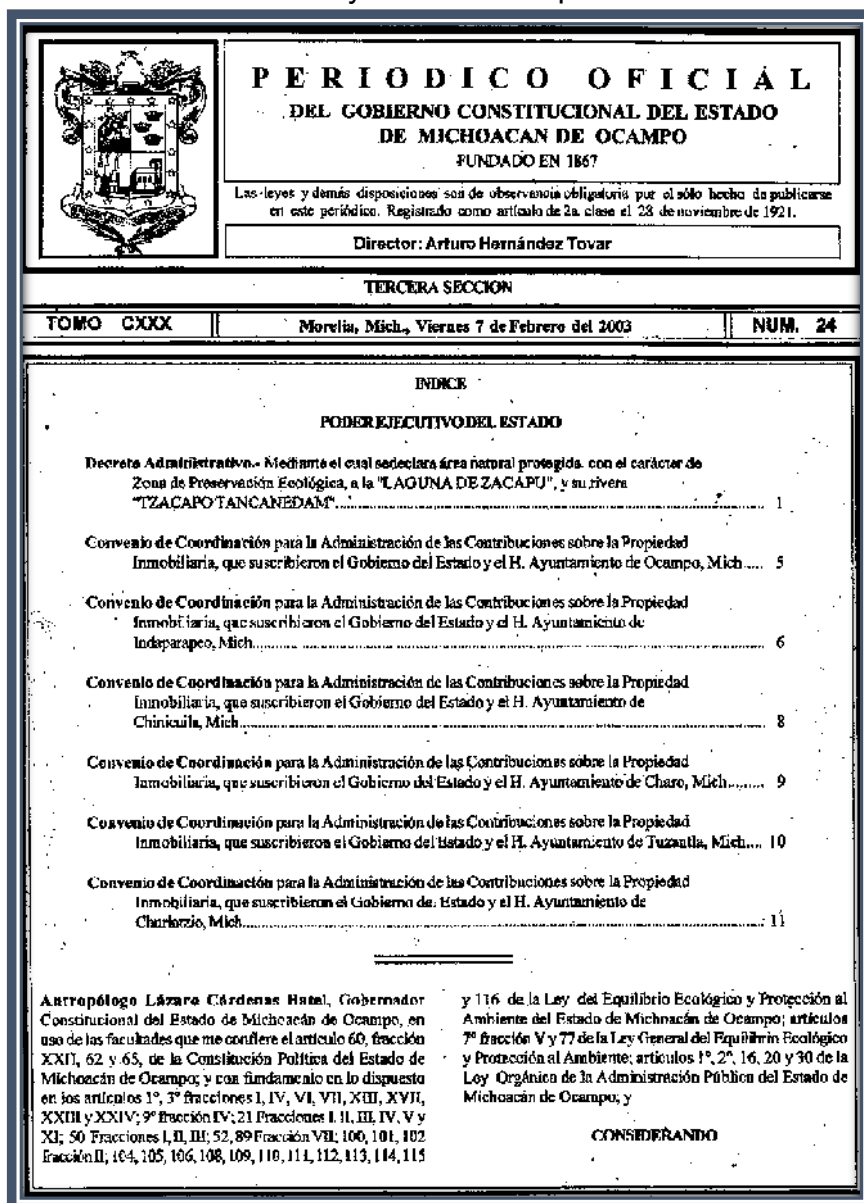 PERIODICO OFICIAL
DEL GOBIERNO CONSTITUCIONAL DEL ESTADO
DE MICHOACAN DE OCAMPO
FUNDADO EN 1867
Las leyes y demás disposiciones son de observancia obligatoria por el sólo hecho de publicarse
en este periódico. Registrado como artículo de 2a. clase el 28 de noviembre de 1921.
Director: Arturo Hernández Tovar
TERCERA SECCION
TOMO CXXX Morelia, Mich., Viernes 7 de Febrero del 2003 NUM. 24
INDICE
PODER EJECUTIVO DEL ESTADO
Decreto Administrativo.- Mediante el cual se declara área natural protegida, con el carácter de
Zona de Preservación Ecológica, a la "LAGUNA DE ZACAPU", y su rivera
"TZACAPO TANCANEDAM"........ 1
Convenio de Coordinación para la Administración de las Contribuciones sobre la Propiedad
Inmobiliaria, que suscribieron el Gobierno del Estado y el H. Ayuntamiento de Ocampo, Mich..... 5
Convenio de Coordinación para la Administración de las Contribuciones sobre la Propiedad
Inmobiliaria, que suscribieron el Gobierno del Estado y el H. Ayuntamiento de
Indaparapeo, Mich........ 6
Convenio de Coordinación para la Administración de las Contribuciones sobre la Propiedad
Inmobiliaria, que suscribieron el Gobierno del Estado y el H. Ayuntamiento de
Chinicuila, Mich........ 8
Convenio de Coordinación para la Administración de las Contribuciones sobre la Propiedad
Inmobiliaria, que suscribieron el Gobierno del Estado y el H. Ayuntamiento de Charo, Mich........ 9
Convenio de Coordinación para la Administración de las Contribuciones sobre la Propiedad
Inmobiliaria, que suscribieron el Gobierno del Estado y el H. Ayuntamiento de Tuzantla, Mich.... 10
Convenio de Coordinación para la Administración de las Contribuciones sobre la Propiedad
Inmobiliaria, que suscribieron el Gobierno del Estado y el H. Ayuntamiento de
Charlorzio, Mich........ 11
Antropólogo Lázaro Cárdenas Batel, Gobernador
Constitucional del Estado de Michoacán de Ocampo, en
uso de las facultades que me confiere el artículo 60, fracción
XXII, 62 y 65, de la Constitución Política del Estado de
Michoacán de Ocampo; y con fundamento en lo dispuesto
en los artículos 1º, 3º fracciones I, IV, VI, VII, XIII, XVII,
XXIII y XXIV; 9º fracción IV; 21 Fracciones I, II, III, IV, V y
XI; 50 Fracciones I, II, III; 52, 89 Fracción VII; 100, 101, 102
fracción II; 104, 105, 106, 108, 109, 110, 111, 112, 113, 114, 115
y 116 de la Ley del Equilibrio Ecológico y Protección al
Ambiente del Estado de Michoacán de Ocampo; artículos
7º fracción V y 77 de la Ley General del Equilibrio Ecológico
y Protección al Ambiente; artículos 1º, 2º, 16, 20 y 30 de la
Ley Orgánica de la Administración Pública del Estado de
Michoacán de Ocampo; y
CONSIDERANDO